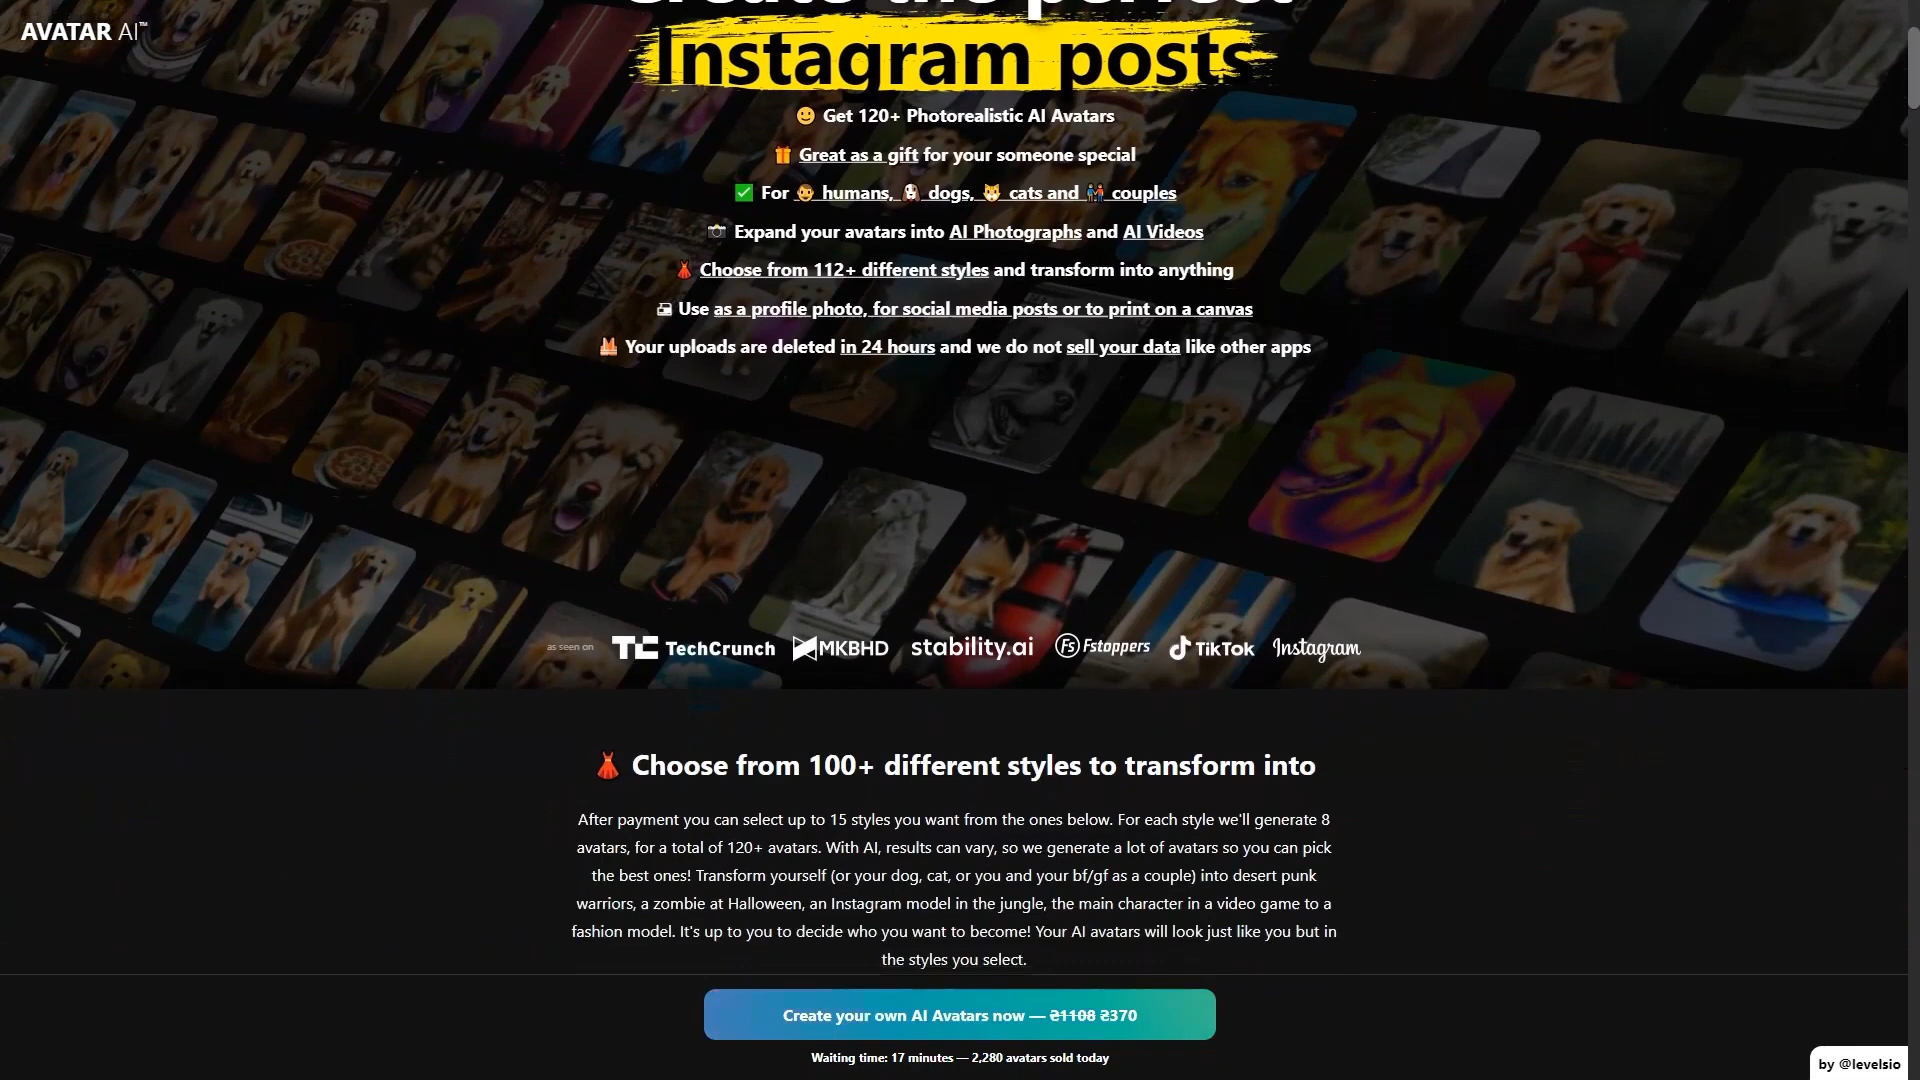 AVATAR AI™
Create the perfect
Instagram posts
Get 120+ Photorealistic AI Avatars
Great as a gift for your someone special
For humans, dogs, cats and couples
Expand your avatars into AI Photographs and AI Videos
Choose from 112+ different styles and transform into anything
Use as a profile photo, for social media posts or to print on a canvas
Your uploads are deleted in 24 hours and we do not sell your data like other apps
as seen on TC TechCrunch MKBHD stability.ai Fs Fstoppers TikTok Instagram
Choose from 100+ different styles to transform into
After payment you can select up to 15 styles you want from the ones below. For each style we'll generate 8
avatars, for a total of 120+ avatars. With AI, results can vary, so we generate a lot of avatars so you can pick
the best ones! Transform yourself (or your dog, cat, or you and your bf/gf as a couple) into desert punk
warriors, a zombie at Halloween, an Instagram model in the jungle, the main character in a video game to a
fashion model. It's up to you to decide who you want to become! Your AI avatars will look just like you but in
the styles you select.
Create your own AI Avatars now — ₴1108 ₴370
Waiting time: 17 minutes — 2,280 avatars sold today
by @levelsio